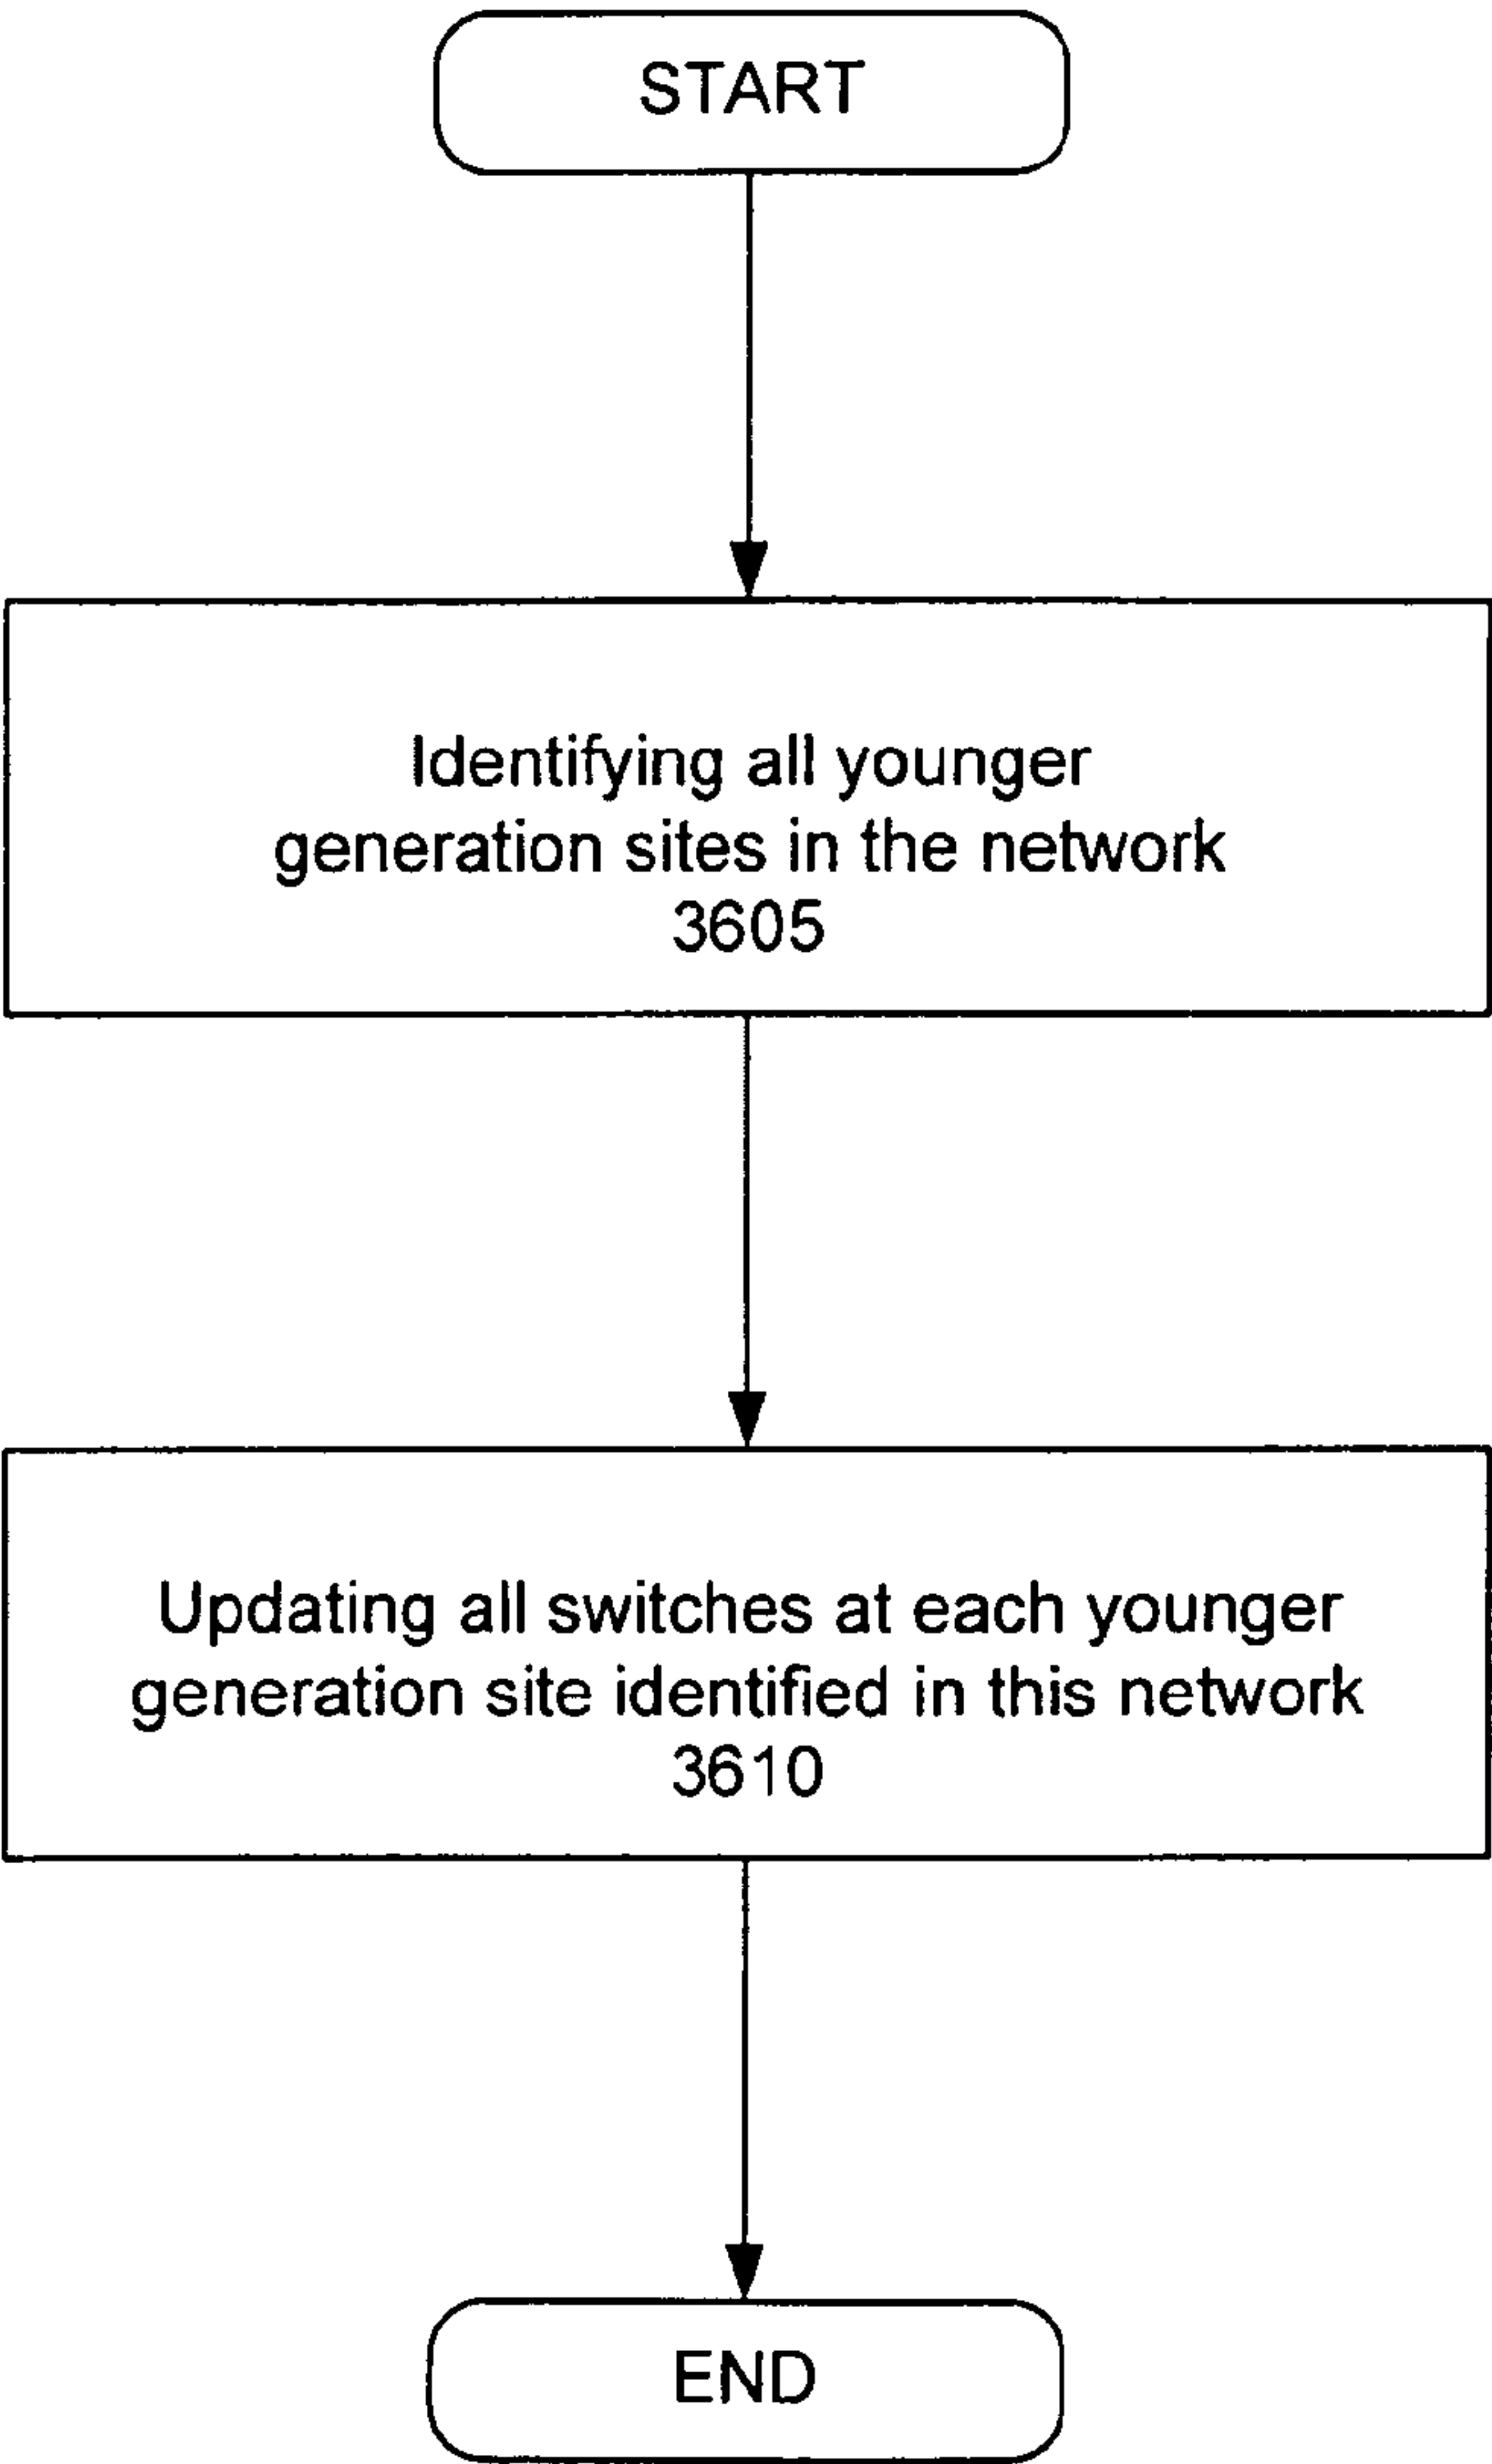 START
Identifying all younger
generation sites in the network
3605
Updating all switches at each younger
generation site identified in this network
3610
END